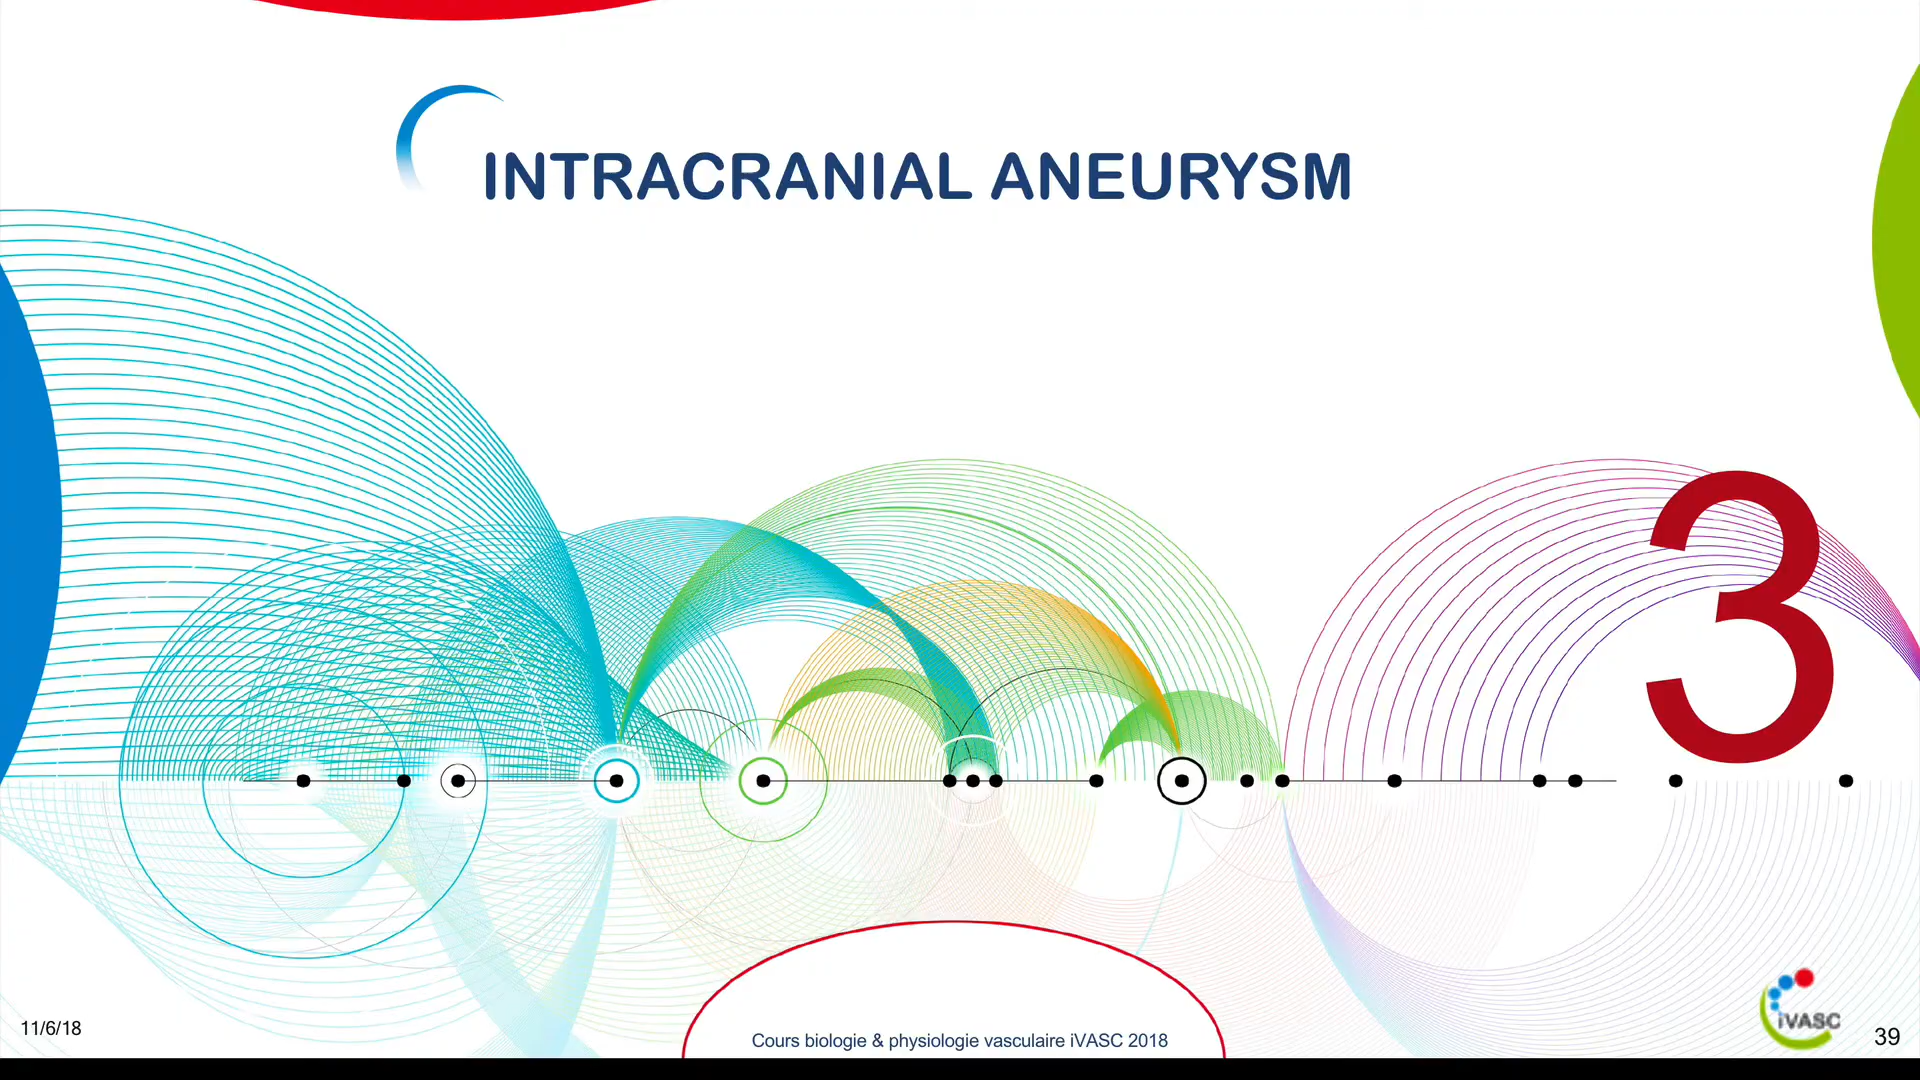 INTRACRANIAL ANEURYSM
3
11/6/18
Cours biologie & physiologie vasculaire iVASC 2018
iVASC
39